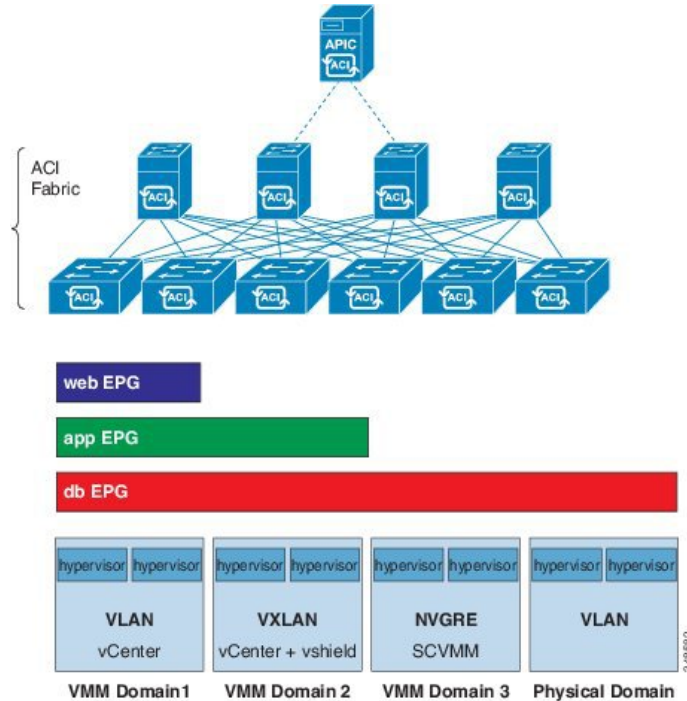 APIC
ACI
ACI
Fabric
ACI ACI ACI ACI
ACI ACI ACI ACI ACI ACI
web EPG
app EPG
db EPG
hypervisor hypervisor hypervisor hypervisor hypervisor hypervisor hypervisor hypervisor
VLAN VXLAN NVGRE VLAN
vCenter vCenter + vshield SCVMM
VMM Domain1 VMM Domain 2 VMM Domain 3 Physical Domain